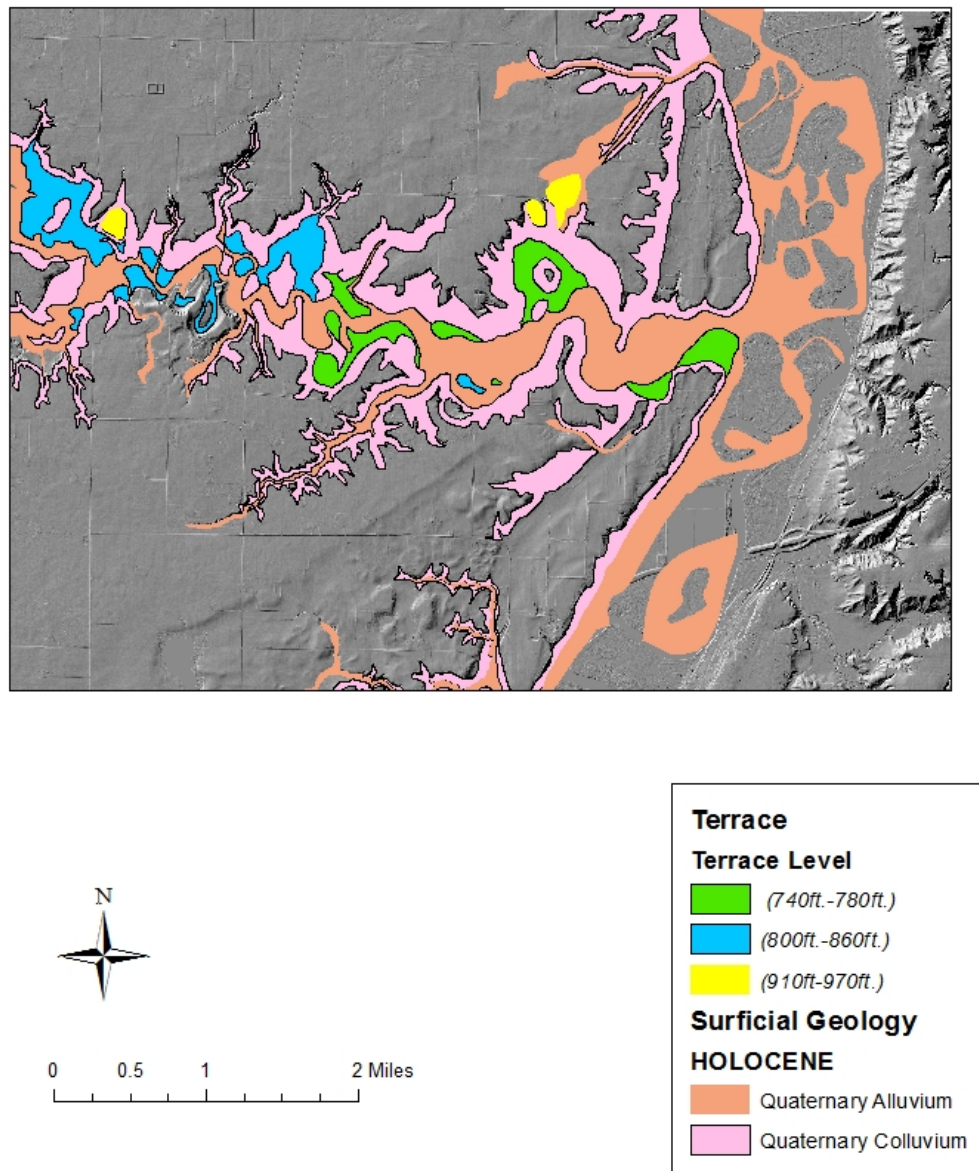 N
0 0.5 1 2 Miles
Terrace
Terrace Level
(740ft.-780ft.)
(800ft.-860ft.)
(910ft-970ft.)
Surficial Geology
HOLOCENE
Quaternary Alluvium
Quaternary Colluvium